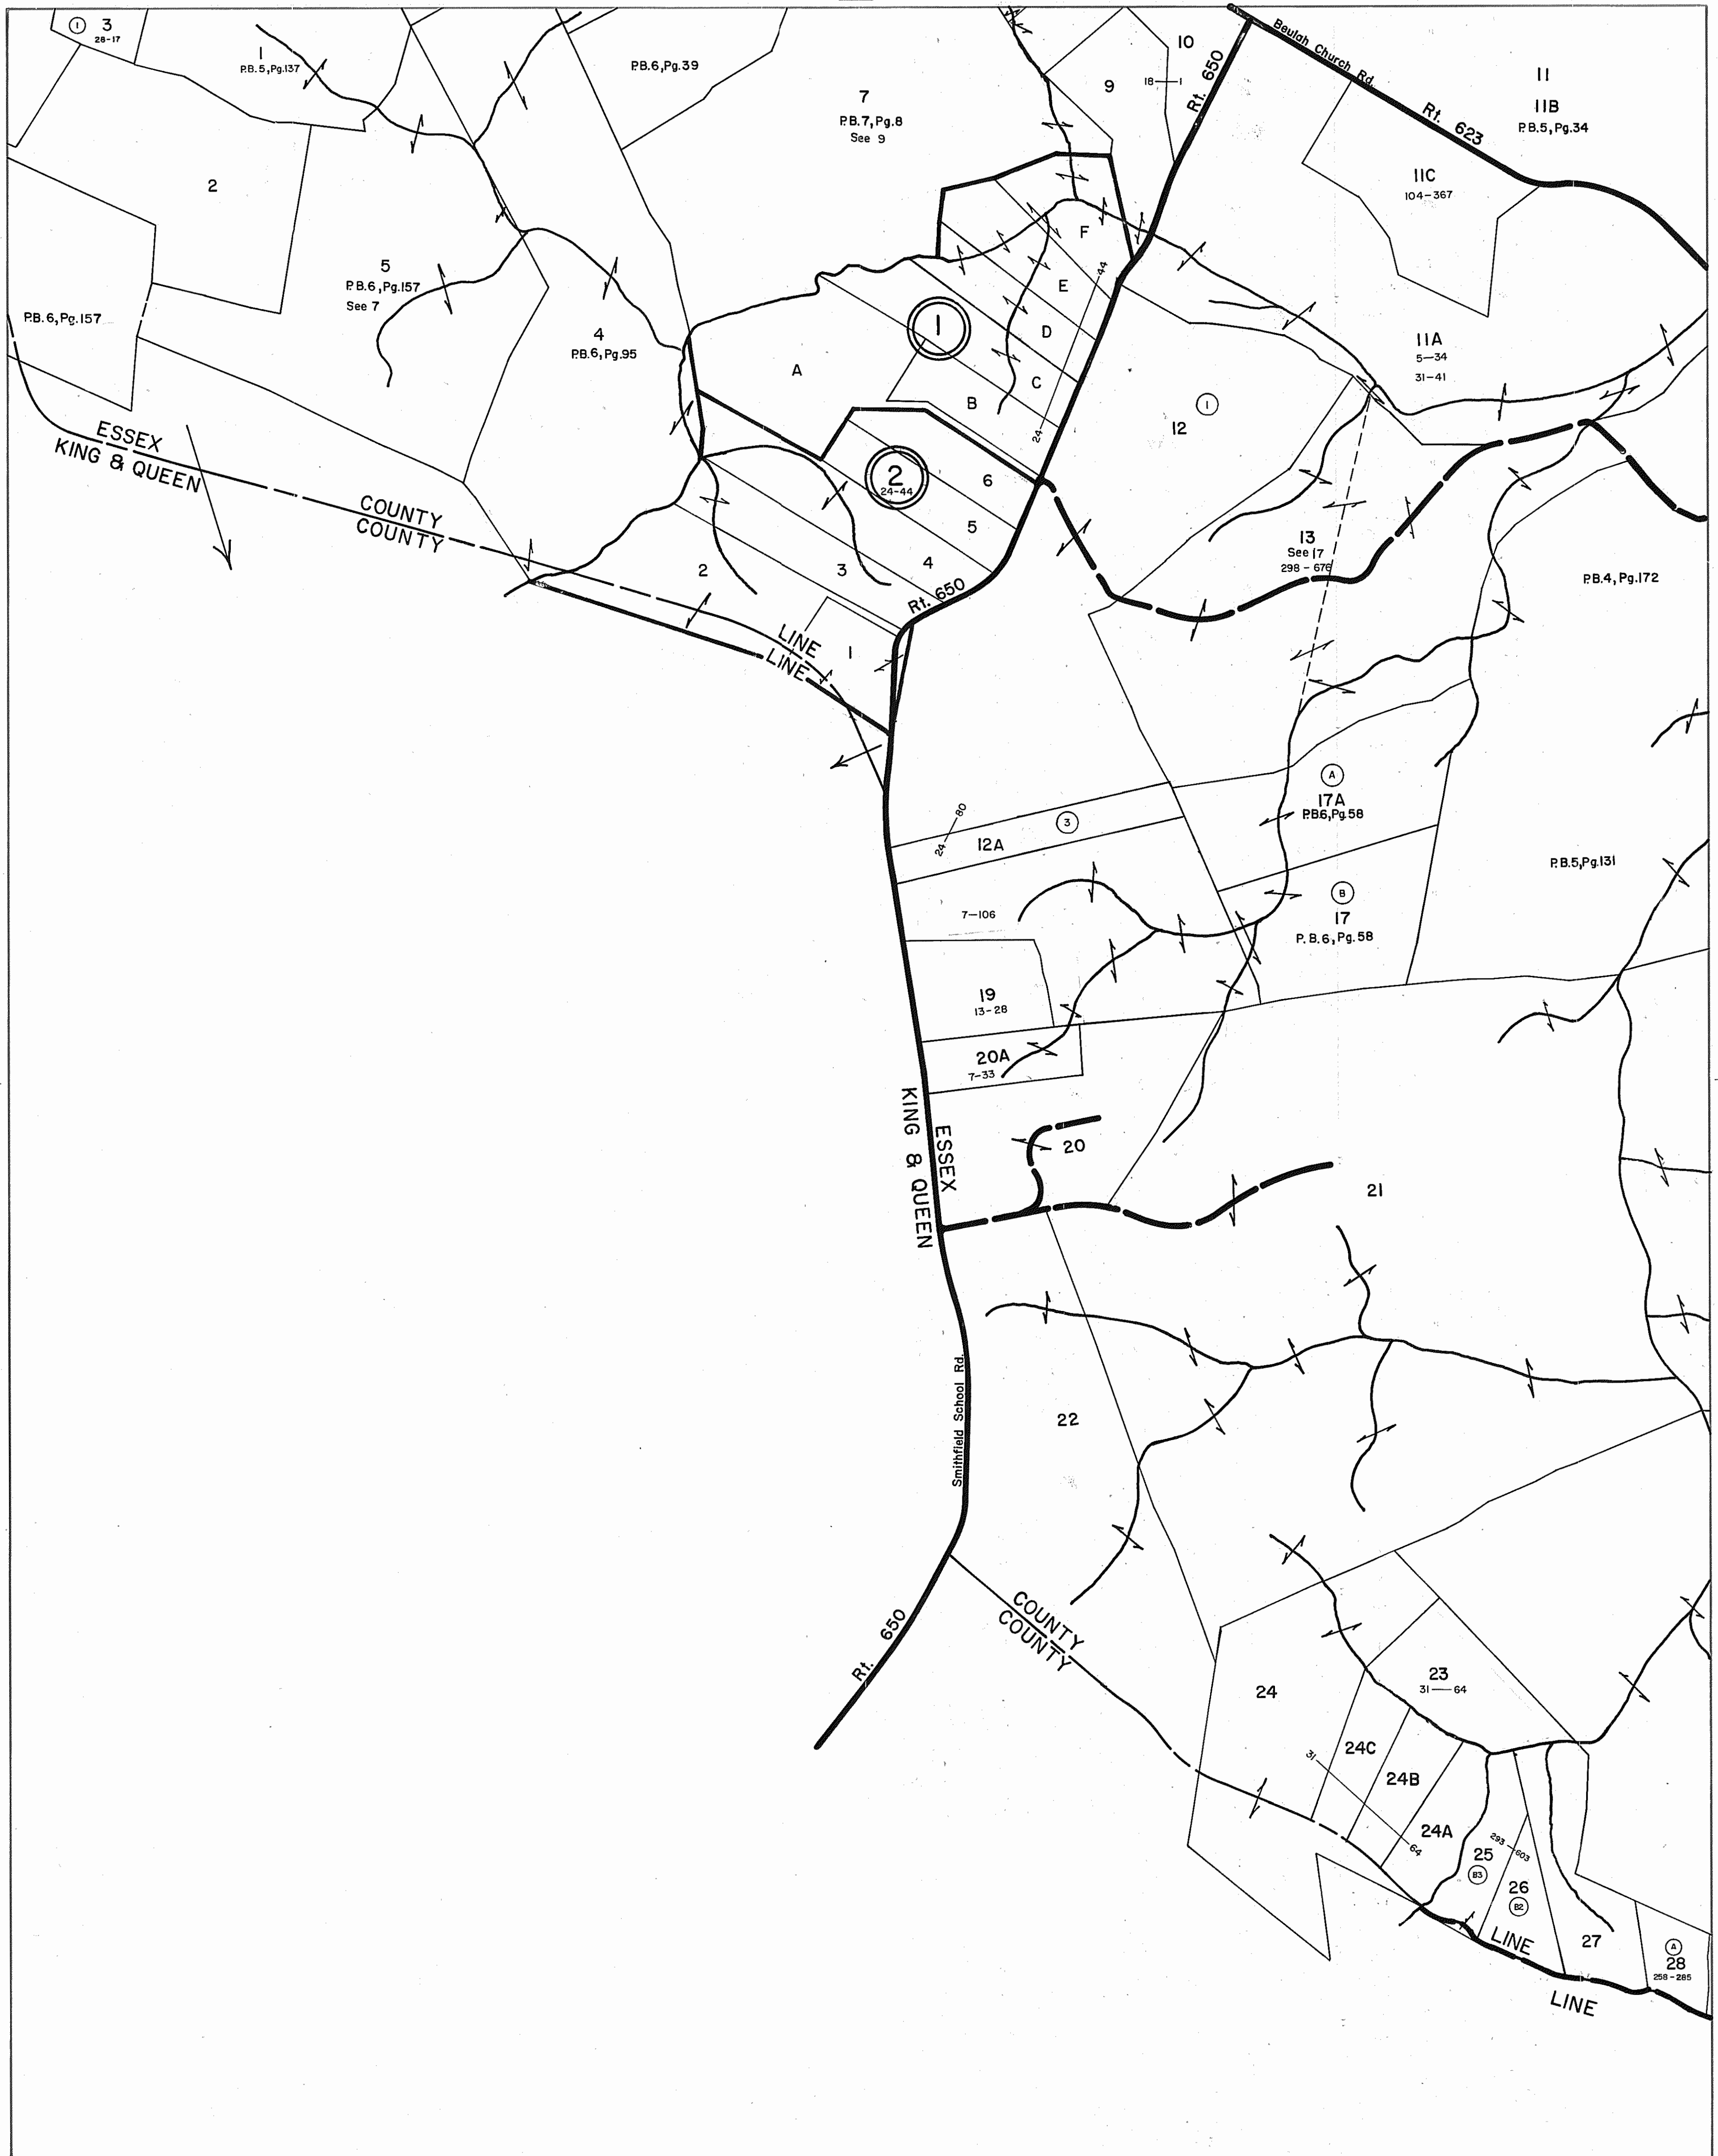 1
3
28-17
1
P.B.5, Pg.137
P.B.6, Pg.39
7
P.B.7, Pg.8
See 9
9
10
18—1
Rt. 650
Beulah Church Rd.
Rt. 623
11
11B
P.B.5, Pg.34
11C
104-367
2
5
P.B.6, Pg.157
See 7
P.B.6, Pg.157
4
P.B.6, Pg.95
A
1
F
E
D
C
B
24—44
11A
5-34
31-41
12
1
ESSEX
KING & QUEEN
COUNTY
COUNTY
2
24-44
6
5
4
3
2
1
Rt. 650
LINE
LINE
13
See 17
298-676
P.B.4, Pg.172
A
17A
P.B.6, Pg.58
24—80
3
12A
P.B.5, Pg.131
B
17
P.B.6, Pg.58
7-106
19
13-28
20A
7-33
KING & QUEEN
ESSEX
20
21
Smithfield School Rd.
22
Rt. 650
COUNTY
COUNTY
23
31—64
24
24C
24B
24A
31—64
25
B3
293-603
26
B2
27
A
28
258-285
LINE
LINE